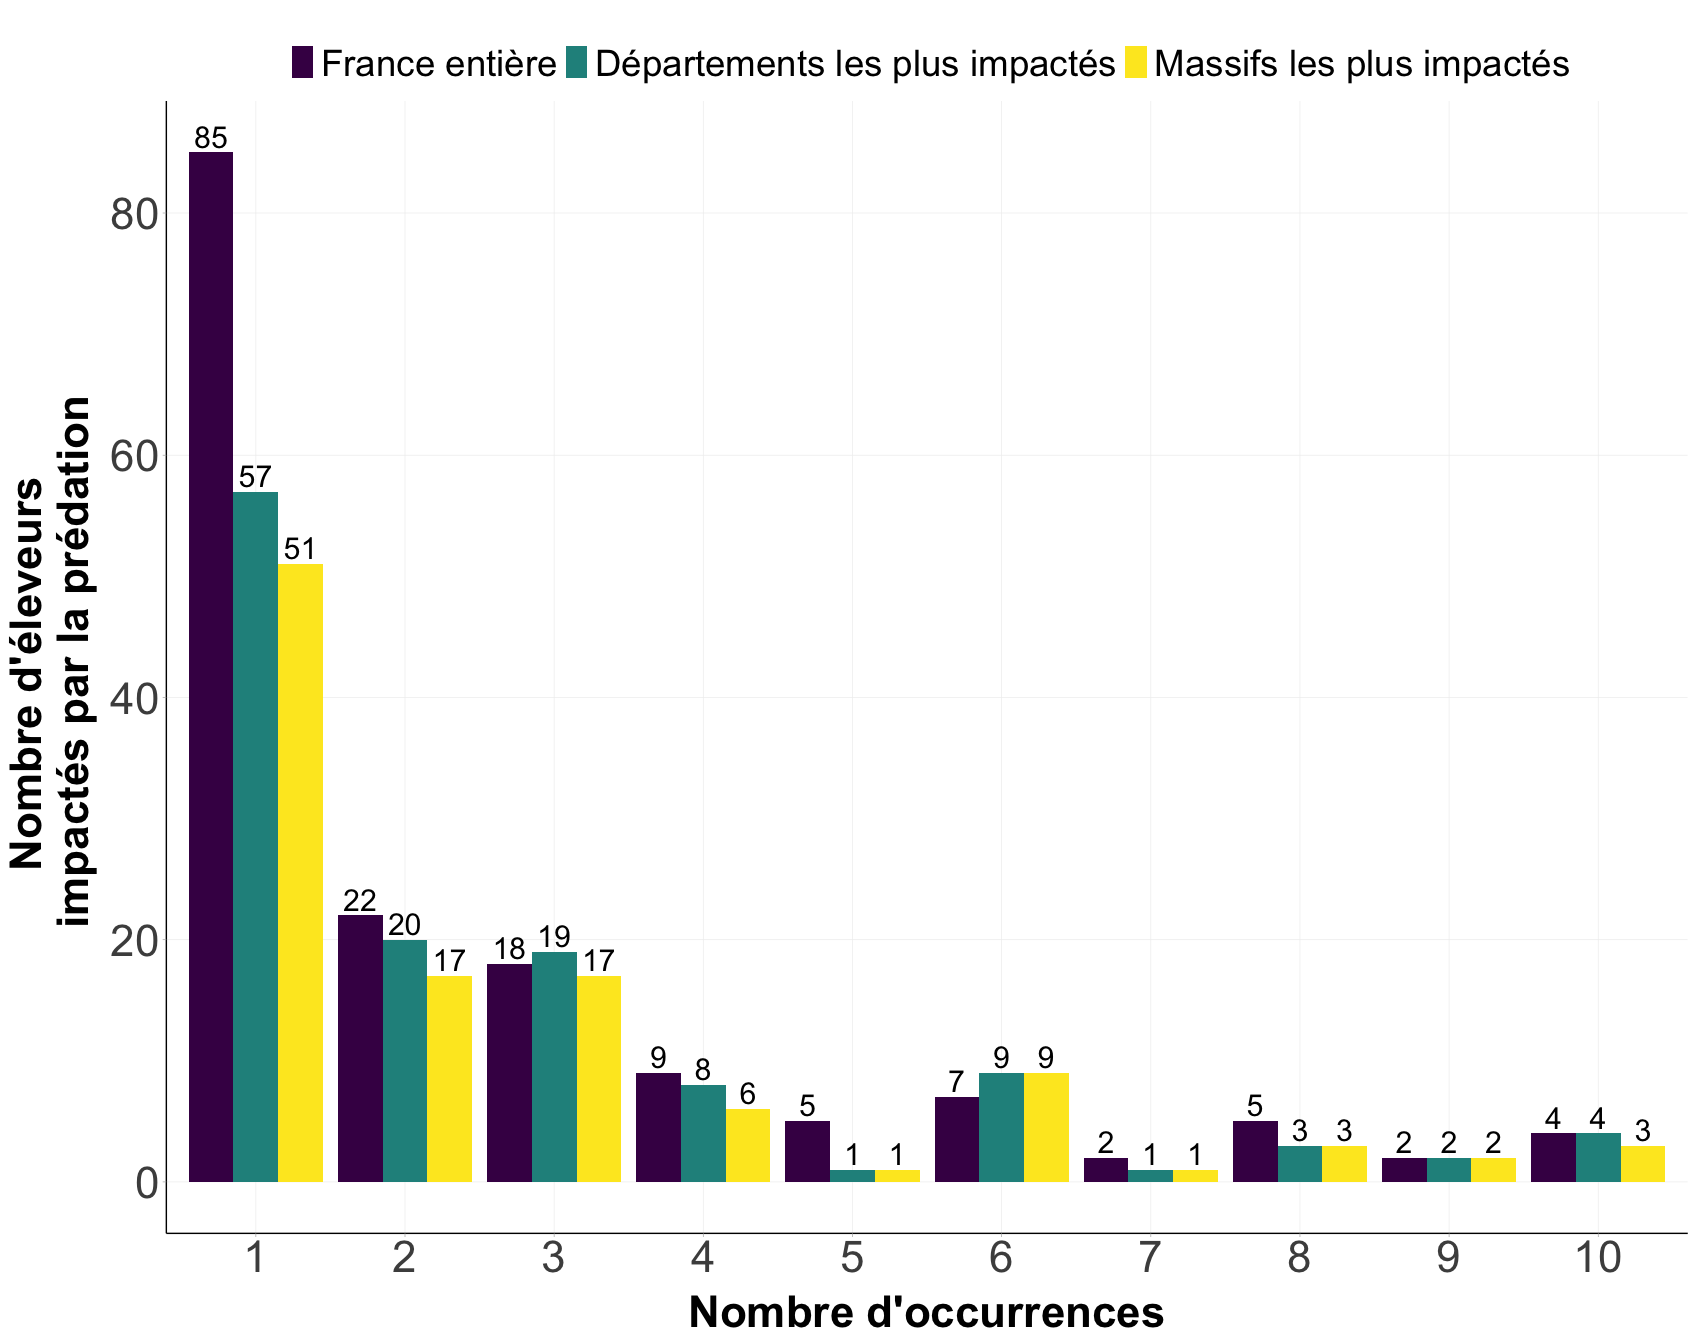 France entière Départements les plus impactés Massifs les plus impactés
Nombre d'éleveurs
impactés par la prédation
80
60
40
20
0
85 57 51
22 20 17
18 19 17
9 8 6
5 1 1
7 9 9
2 1 1
5 3 3
2 2 2
4 4 3
1 2 3 4 5 6 7 8 9 10
Nombre d'occurrences